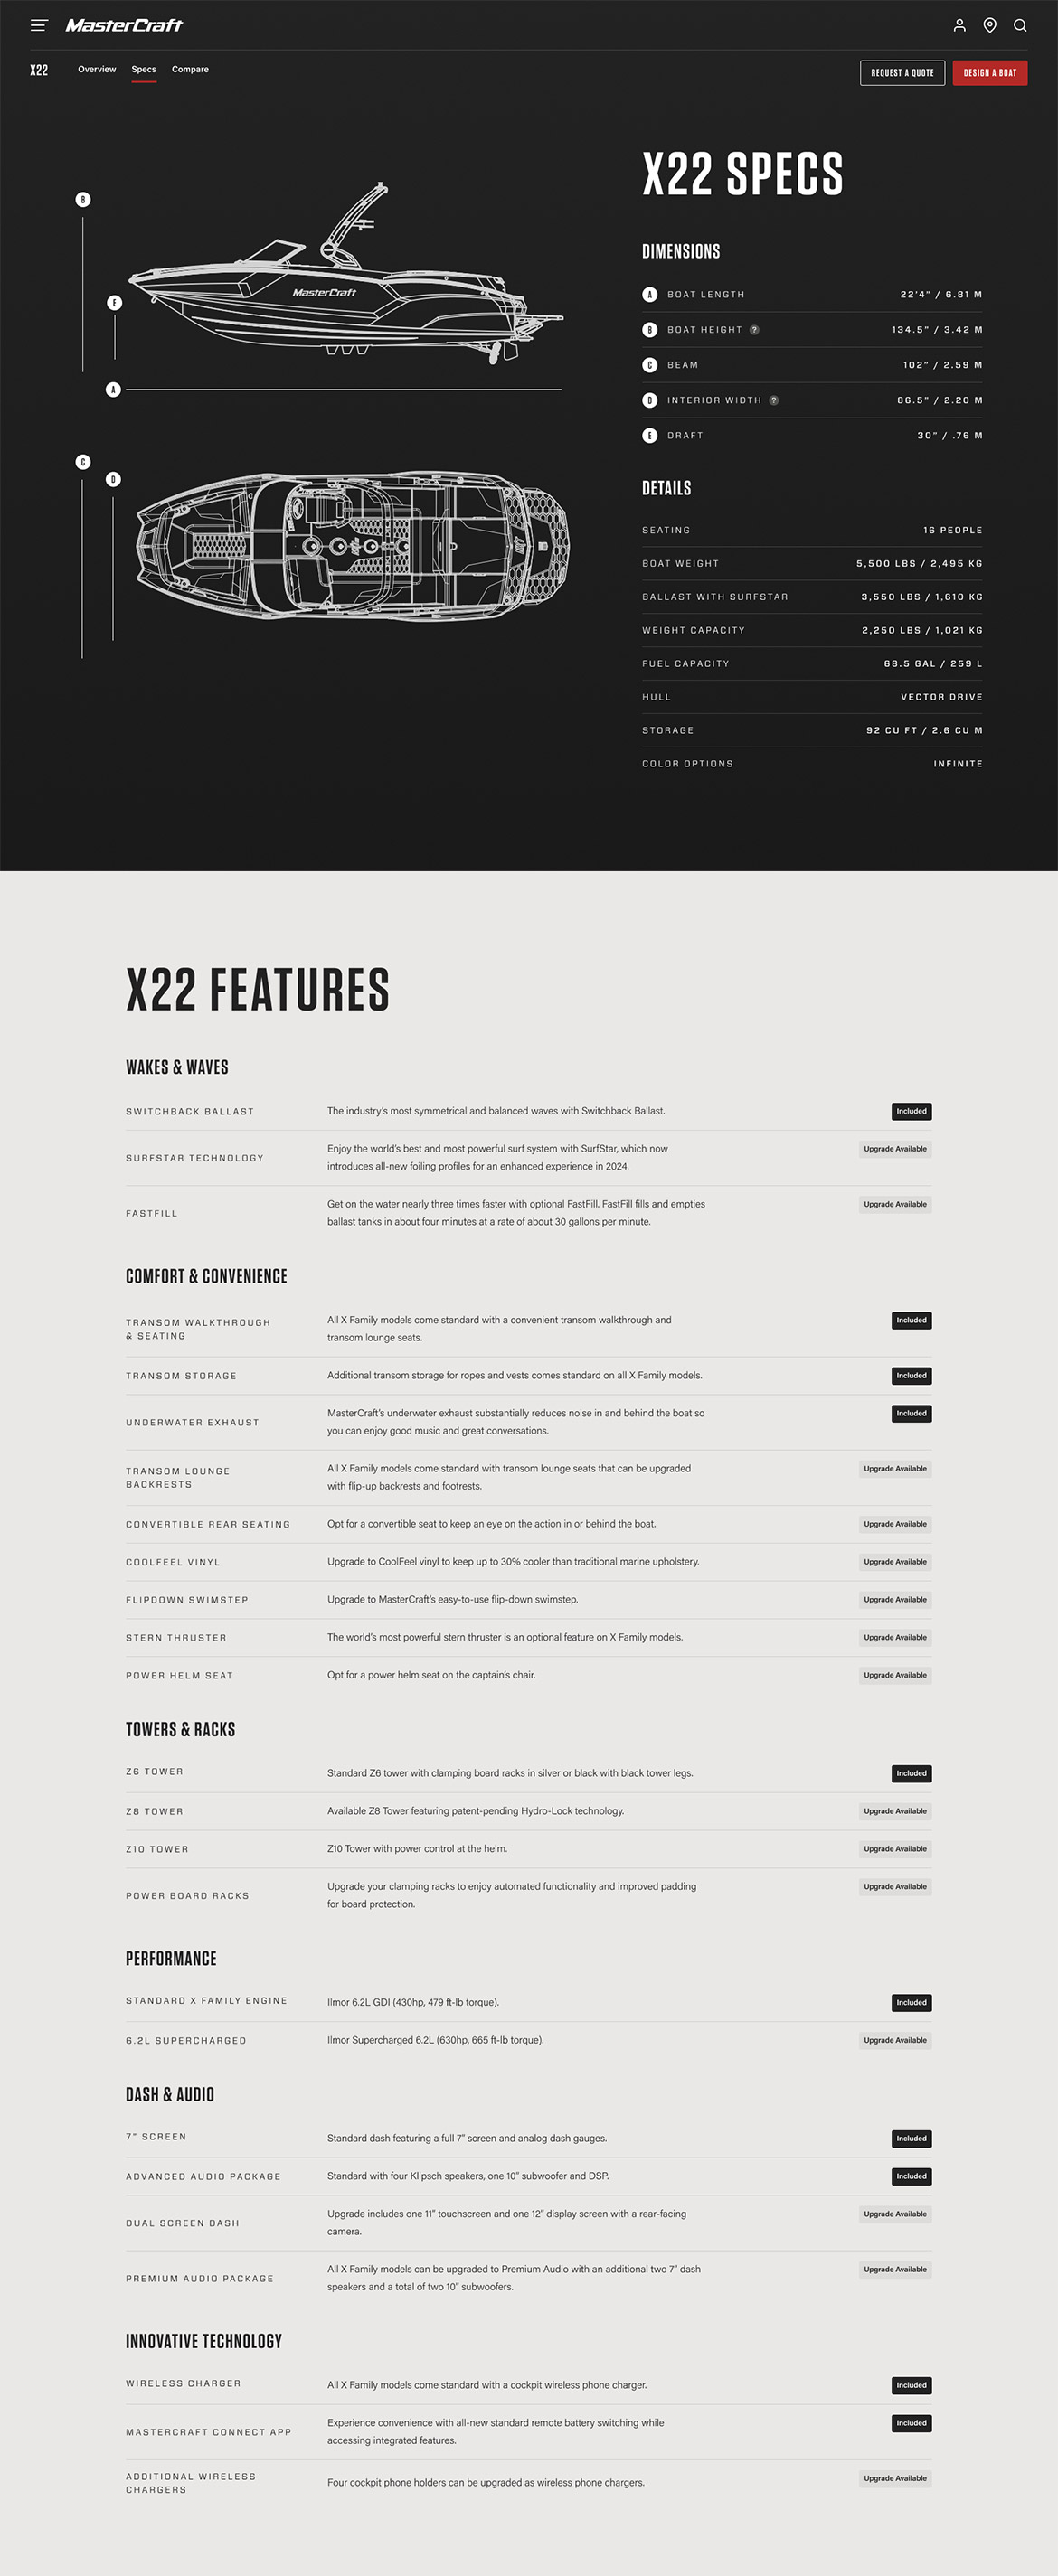 MasterCraft
X22 Overview Specs Compare REQUEST A QUOTE DESIGN A BOAT
B
E
MasterCraft
A
C
D
X22 SPECS
DIMENSIONS
A BOAT LENGTH 22'4" / 6.81 M
B BOAT HEIGHT ? 134.5" / 3.42 M
C BEAM 102" / 2.59 M
D INTERIOR WIDTH ? 86.5" / 2.20 M
E DRAFT 30" / .76 M
DETAILS
SEATING 16 PEOPLE
BOAT WEIGHT 5,500 LBS / 2,495 KG
BALLAST WITH SURFSTAR 3,550 LBS / 1,610 KG
WEIGHT CAPACITY 2,250 LBS / 1,021 KG
FUEL CAPACITY 68.5 GAL / 259 L
HULL VECTOR DRIVE
STORAGE 92 CU FT / 2.6 CU M
COLOR OPTIONS INFINITE
X22 FEATURES
WAKES & WAVES
SWITCHBACK BALLAST The industry's most symmetrical and balanced waves with Switchback Ballast. Included
SURFSTAR TECHNOLOGY Enjoy the world's best and most powerful surf system with SurfStar, which now Upgrade Available
introduces all-new foiling profiles for an enhanced experience in 2024.
FASTFILL Get on the water nearly three times faster with optional FastFill. FastFill fills and empties Upgrade Available
ballast tanks in about four minutes at a rate of about 30 gallons per minute.
COMFORT & CONVENIENCE
TRANSOM WALKTHROUGH All X Family models come standard with a convenient transom walkthrough and Included
& SEATING transom lounge seats.
TRANSOM STORAGE Additional transom storage for ropes and vests comes standard on all X Family models. Included
UNDERWATER EXHAUST MasterCraft's underwater exhaust substantially reduces noise in and behind the boat so Included
you can enjoy good music and great conversations.
TRANSOM LOUNGE All X Family models come standard with transom lounge seats that can be upgraded Upgrade Available
BACKRESTS with flip-up backrests and footrests.
CONVERTIBLE REAR SEATING Opt for a convertible seat to keep an eye on the action in or behind the boat. Upgrade Available
COOLFEEL VINYL Upgrade to CoolFeel vinyl to keep up to 30% cooler than traditional marine upholstery. Upgrade Available
FLIPDOWN SWIMSTEP Upgrade to MasterCraft's easy-to-use flip-down swimstep. Upgrade Available
STERN THRUSTER The world's most powerful stern thruster is an optional feature on X Family models. Upgrade Available
POWER HELM SEAT Opt for a power helm seat on the captain's chair. Upgrade Available
TOWERS & RACKS
Z6 TOWER Standard Z6 tower with clamping board racks in silver or black with black tower legs. Included
Z8 TOWER Available Z8 Tower featuring patent-pending Hydro-Lock technology. Upgrade Available
Z10 TOWER Z10 Tower with power control at the helm. Upgrade Available
POWER BOARD RACKS Upgrade your clamping racks to enjoy automated functionality and improved padding Upgrade Available
for board protection.
PERFORMANCE
STANDARD X FAMILY ENGINE Ilmor 6.2L GDI (430hp, 479 ft-lb torque). Included
6.2L SUPERCHARGED Ilmor Supercharged 6.2L (630hp, 665 ft-lb torque). Upgrade Available
DASH & AUDIO
7" SCREEN Standard dash featuring a full 7" screen and analog dash gauges. Included
ADVANCED AUDIO PACKAGE Standard with four Klipsch speakers, one 10" subwoofer and DSP. Included
DUAL SCREEN DASH Upgrade includes one 11" touchscreen and one 12" display screen with a rear-facing Upgrade Available
camera.
PREMIUM AUDIO PACKAGE All X Family models can be upgraded to Premium Audio with an additional two 7" dash Upgrade Available
speakers and a total of two 10" subwoofers.
INNOVATIVE TECHNOLOGY
WIRELESS CHARGER All X Family models come standard with a cockpit wireless phone charger. Included
MASTERCRAFT CONNECT APP Experience convenience with all-new standard remote battery switching while Included
accessing integrated features.
ADDITIONAL WIRELESS Four cockpit phone holders can be upgraded as wireless phone chargers. Upgrade Available
CHARGERS